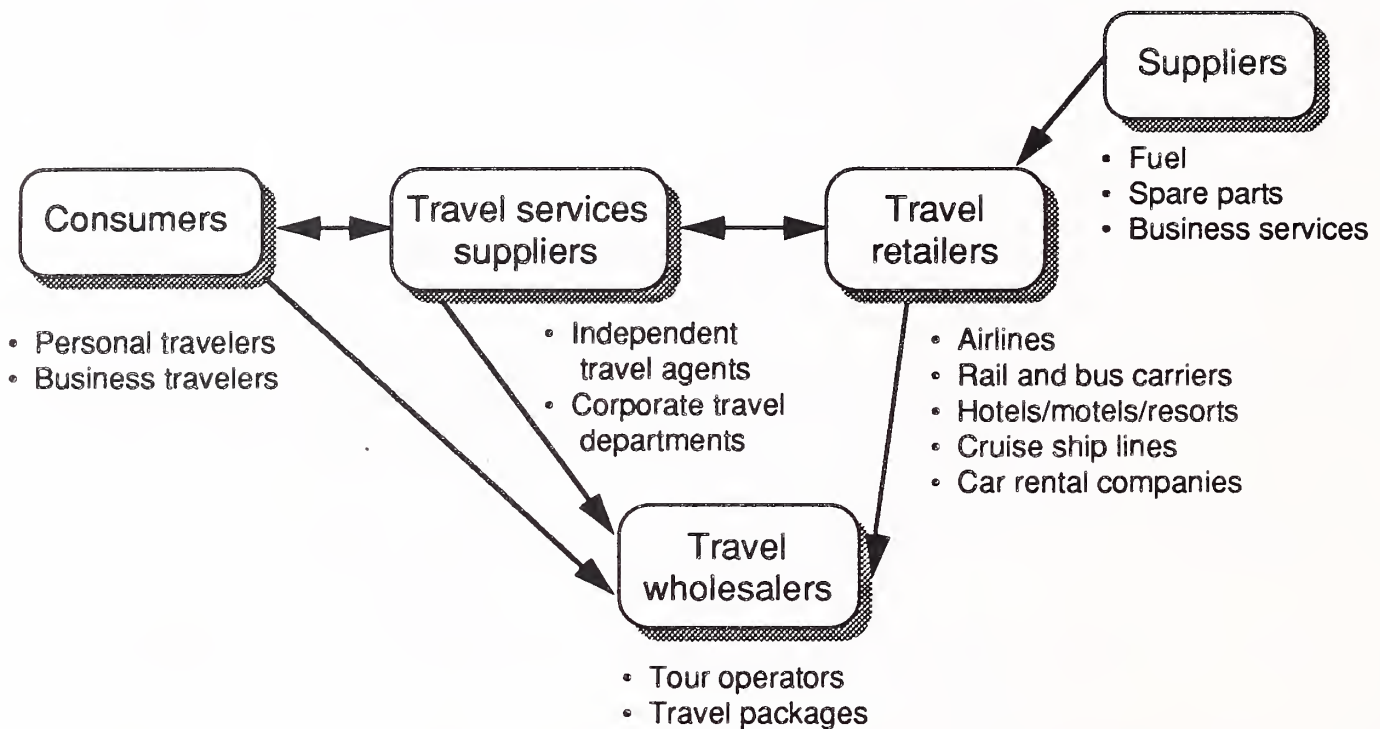 Suppliers
• Fuel
• Spare parts
• Business services
Consumers
• Personal travelers
• Business travelers
Travel services
suppliers
• Independent
travel agents
• Corporate travel
departments
Travel
retailers
• Airlines
• Rail and bus carriers
• Hotels/motels/resorts
• Cruise ship lines
• Car rental companies
Travel
wholesalers
• Tour operators
• Travel packages